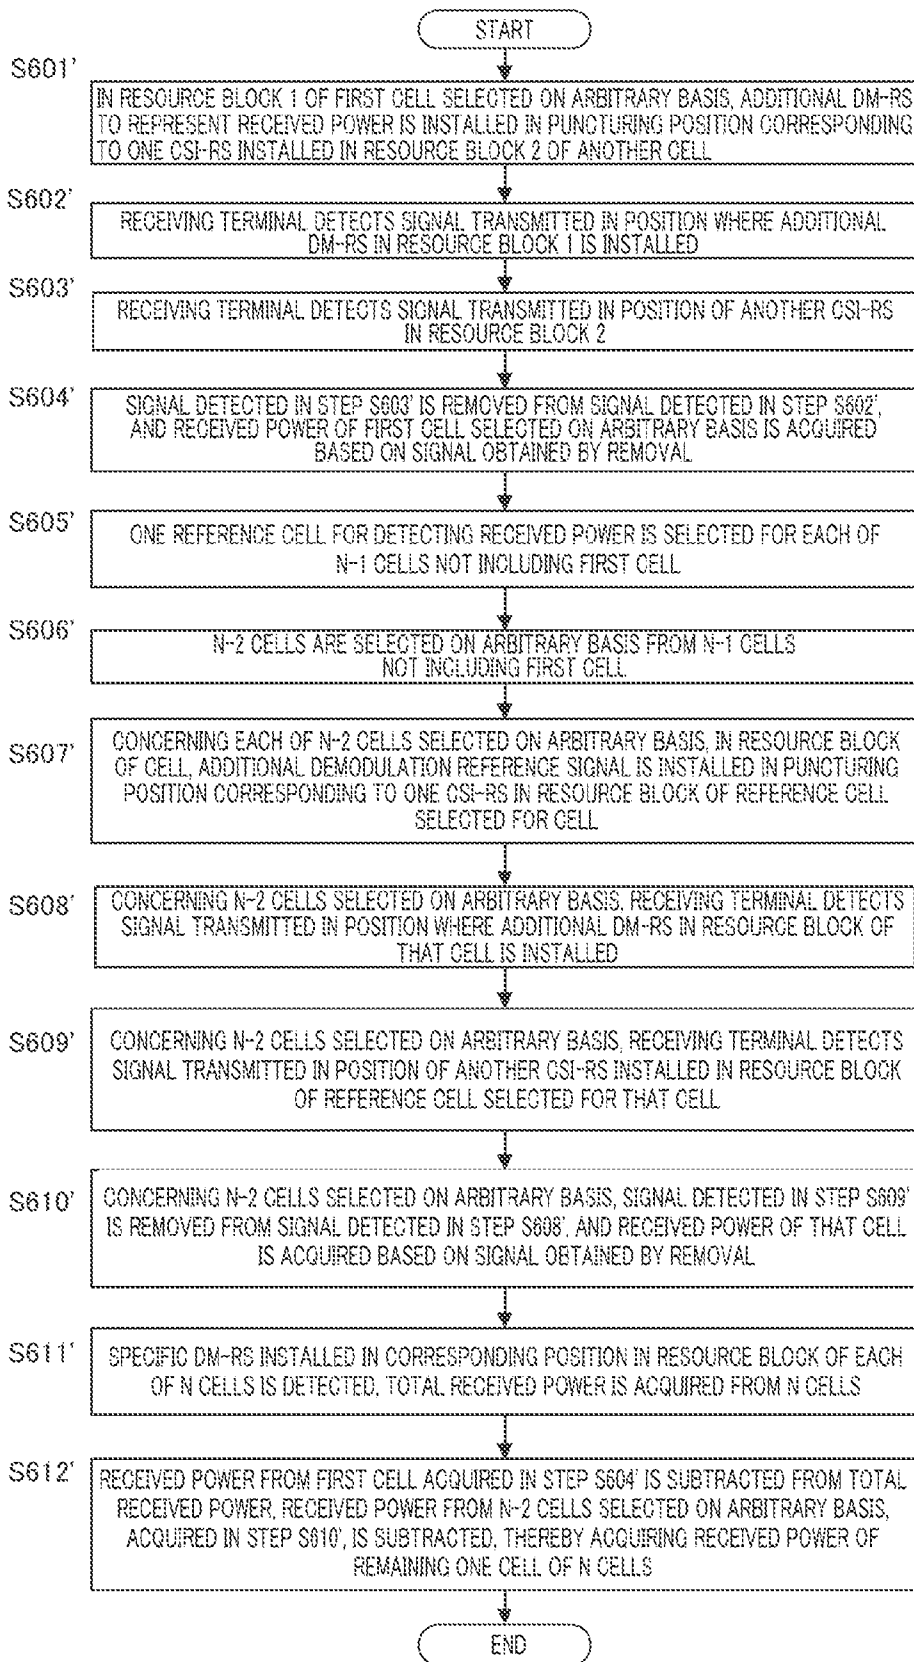 START
S601'
IN RESOURCE BLOCK 1 OF FIRST CELL SELECTED ON ARBITRARY BASIS, ADDITIONAL DM-RS
TO REPRESENT RECEIVED POWER IS INSTALLED IN PUNCTURING POSITION CORRESPONDING
TO ONE CSI-RS INSTALLED IN RESOURCE BLOCK 2 OF ANOTHER CELL
S602'
RECEIVING TERMINAL DETECTS SIGNAL TRANSMITTED IN POSITION WHERE ADDITIONAL
DM-RS IN RESOURCE BLOCK 1 IS INSTALLED
S603'
RECEIVING TERMINAL DETECTS SIGNAL TRANSMITTED IN POSITION OF ANOTHER CSI-RS
IN RESOURCE BLOCK 2
S604'
SIGNAL DETECTED IN STEP S603' IS REMOVED FROM SIGNAL DETECTED IN STEP S602',
AND RECEIVED POWER OF FIRST CELL SELECTED ON ARBITRARY BASIS IS ACQUIRED
BASED ON SIGNAL OBTAINED BY REMOVAL
S605'
ONE REFERENCE CELL FOR DETECTING RECEIVED POWER IS SELECTED FOR EACH OF
N-1 CELLS NOT INCLUDING FIRST CELL
S606'
N-2 CELLS ARE SELECTED ON ARBITRARY BASIS FROM N-1 CELLS
NOT INCLUDING FIRST CELL
S607'
CONCERNING EACH OF N-2 CELLS SELECTED ON ARBITRARY BASIS, IN RESOURCE BLOCK
OF CELL, ADDITIONAL DEMODULATION REFERENCE SIGNAL IS INSTALLED IN PUNCTURING
POSITION CORRESPONDING TO ONE CSI-RS IN RESOURCE BLOCK OF REFERENCE CELL
SELECTED FOR CELL
S608'
CONCERNING N-2 CELLS SELECTED ON ARBITRARY BASIS, RECEIVING TERMINAL DETECTS
SIGNAL TRANSMITTED IN POSITION WHERE ADDITIONAL DM-RS IN RESOURCE BLOCK OF
THAT CELL IS INSTALLED
S609'
CONCERNING N-2 CELLS SELECTED ON ARBITRARY BASIS, RECEIVING TERMINAL DETECTS
SIGNAL TRANSMITTED IN POSITION OF ANOTHER CSI-RS INSTALLED IN RESOURCE BLOCK
OF REFERENCE CELL SELECTED FOR THAT CELL
S610'
CONCERNING N-2 CELLS SELECTED ON ARBITRARY BASIS, SIGNAL DETECTED IN STEP S609'
IS REMOVED FROM SIGNAL DETECTED IN STEP S608', AND RECEIVED POWER OF THAT CELL
IS ACQUIRED BASED ON SIGNAL OBTAINED BY REMOVAL
S611'
SPECIFIC DM-RS INSTALLED IN CORRESPONDING POSITION IN RESOURCE BLOCK OF EACH
OF N CELLS IS DETECTED, TOTAL RECEIVED POWER IS ACQUIRED FROM N CELLS
S612'
RECEIVED POWER FROM FIRST CELL ACQUIRED IN STEP S604' IS SUBTRACTED FROM TOTAL
RECEIVED POWER, RECEIVED POWER FROM N-2 CELLS SELECTED ON ARBITRARY BASIS,
ACQUIRED IN STEP S610', IS SUBTRACTED, THEREBY ACQUIRING RECEIVED POWER OF
REMAINING ONE CELL OF N CELLS
END